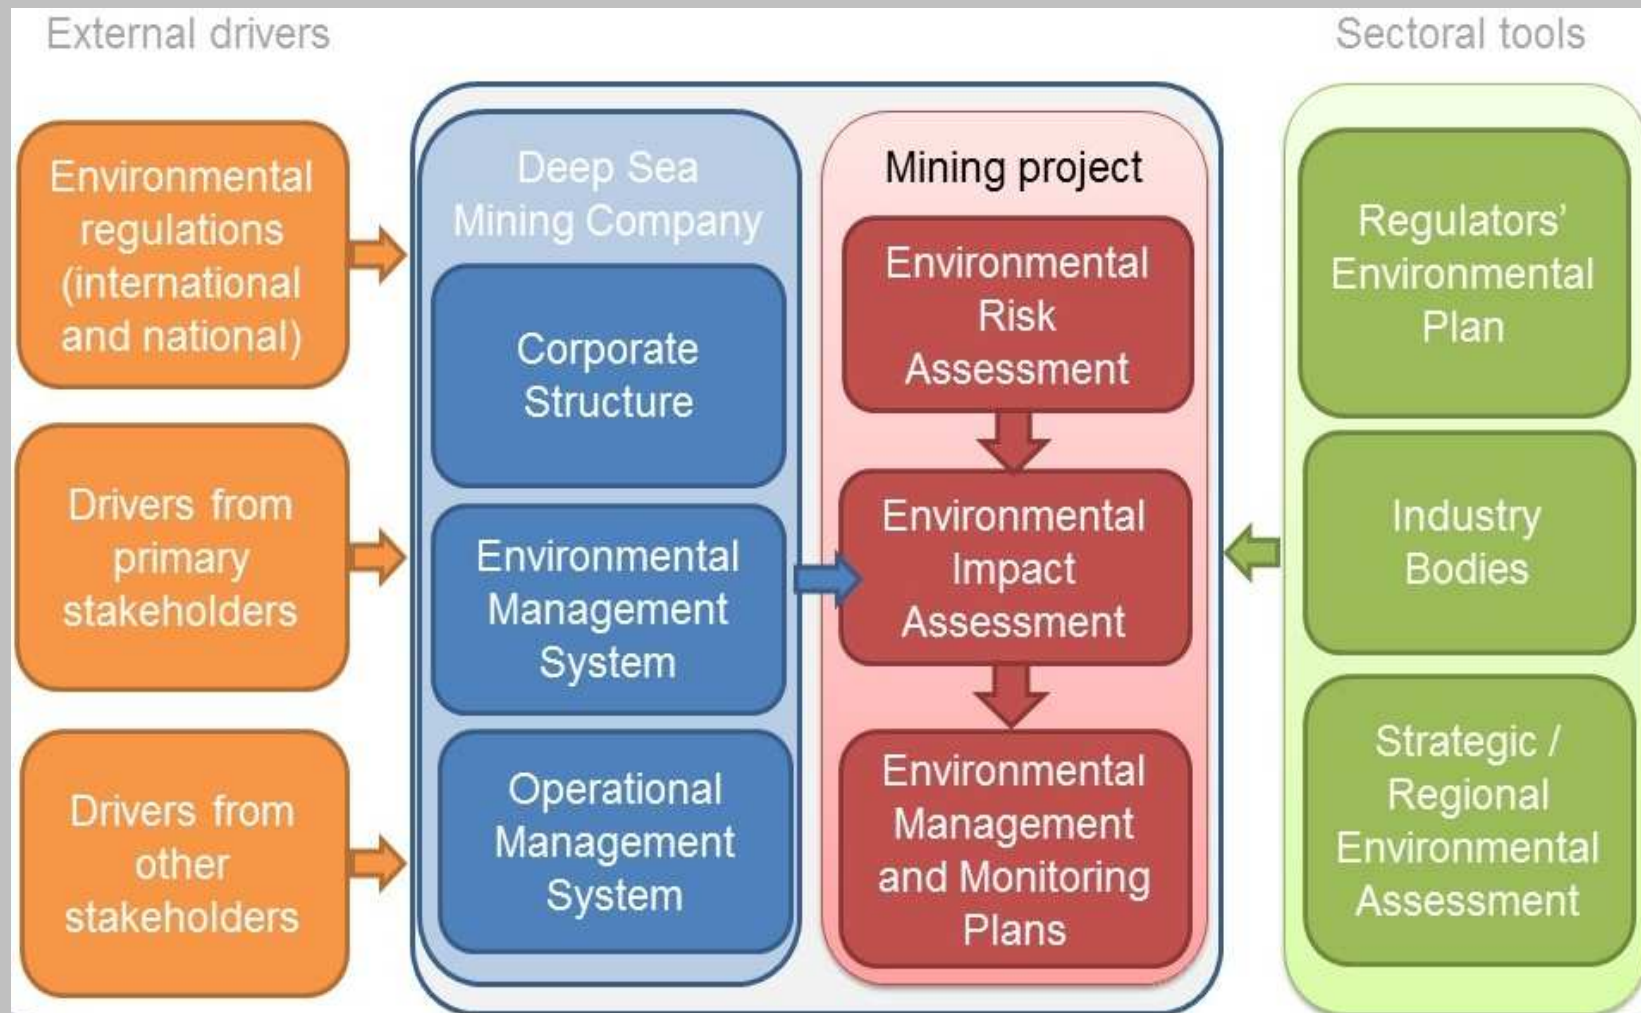 External drivers
Sectoral tools
Environmental
regulations
(international
and national)
Drivers from
primary
stakeholders
Drivers from
other
stakeholders
Deep Sea
Mining Company
Corporate
Structure
Environmental
Management
System
Operational
Management
System
Mining project
Environmental
Risk
Assessment
Environmental
Impact
Assessment
Environmental
Management
and Monitoring
Plans
Regulators’
Environmental
Plan
Industry
Bodies
Strategic /
Regional
Environmental
Assessment